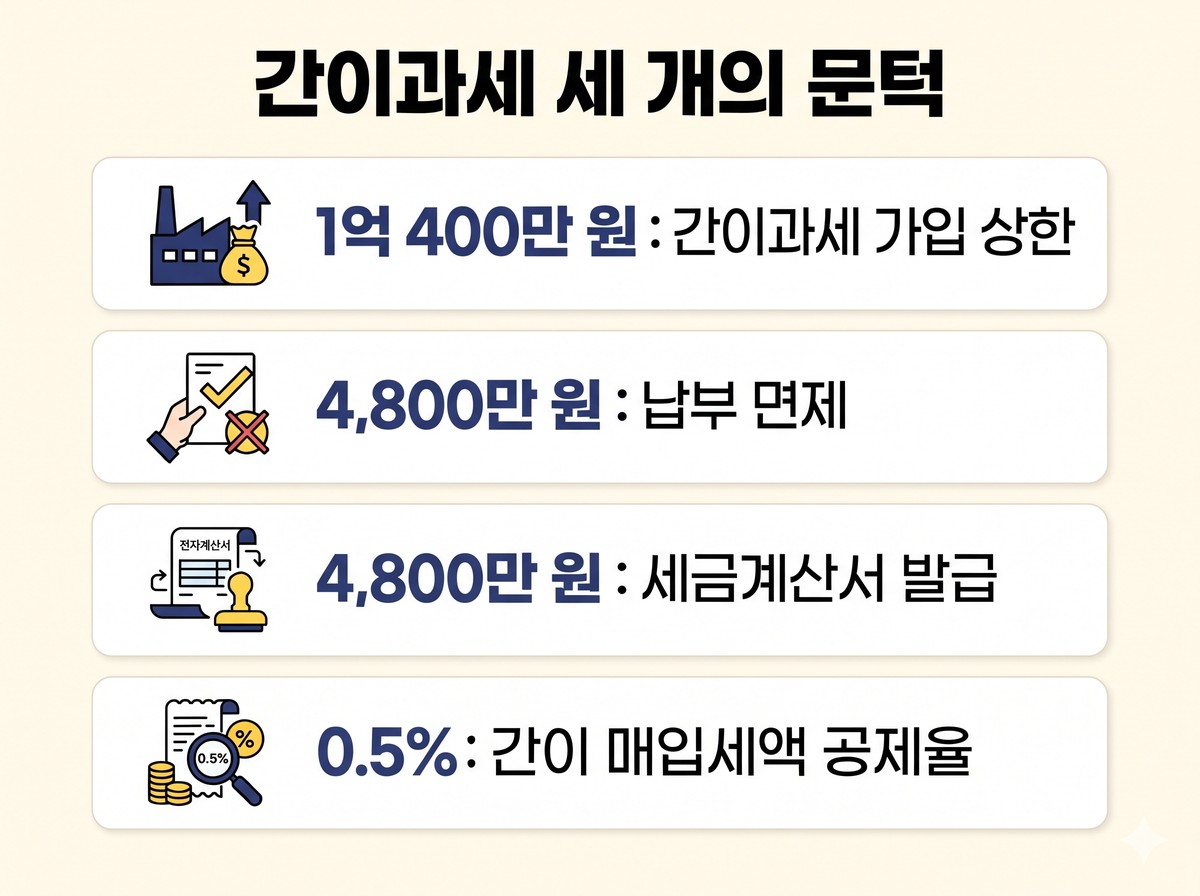 간이과세 세 개의 문턱
$
1억 400만 원 : 간이과세 가입 상한
4,800만 원 : 납부 면제
전자계산서
4,800만 원 : 세금계산서 발급
%
0.5%
0.5% : 간이 매입세액 공제율